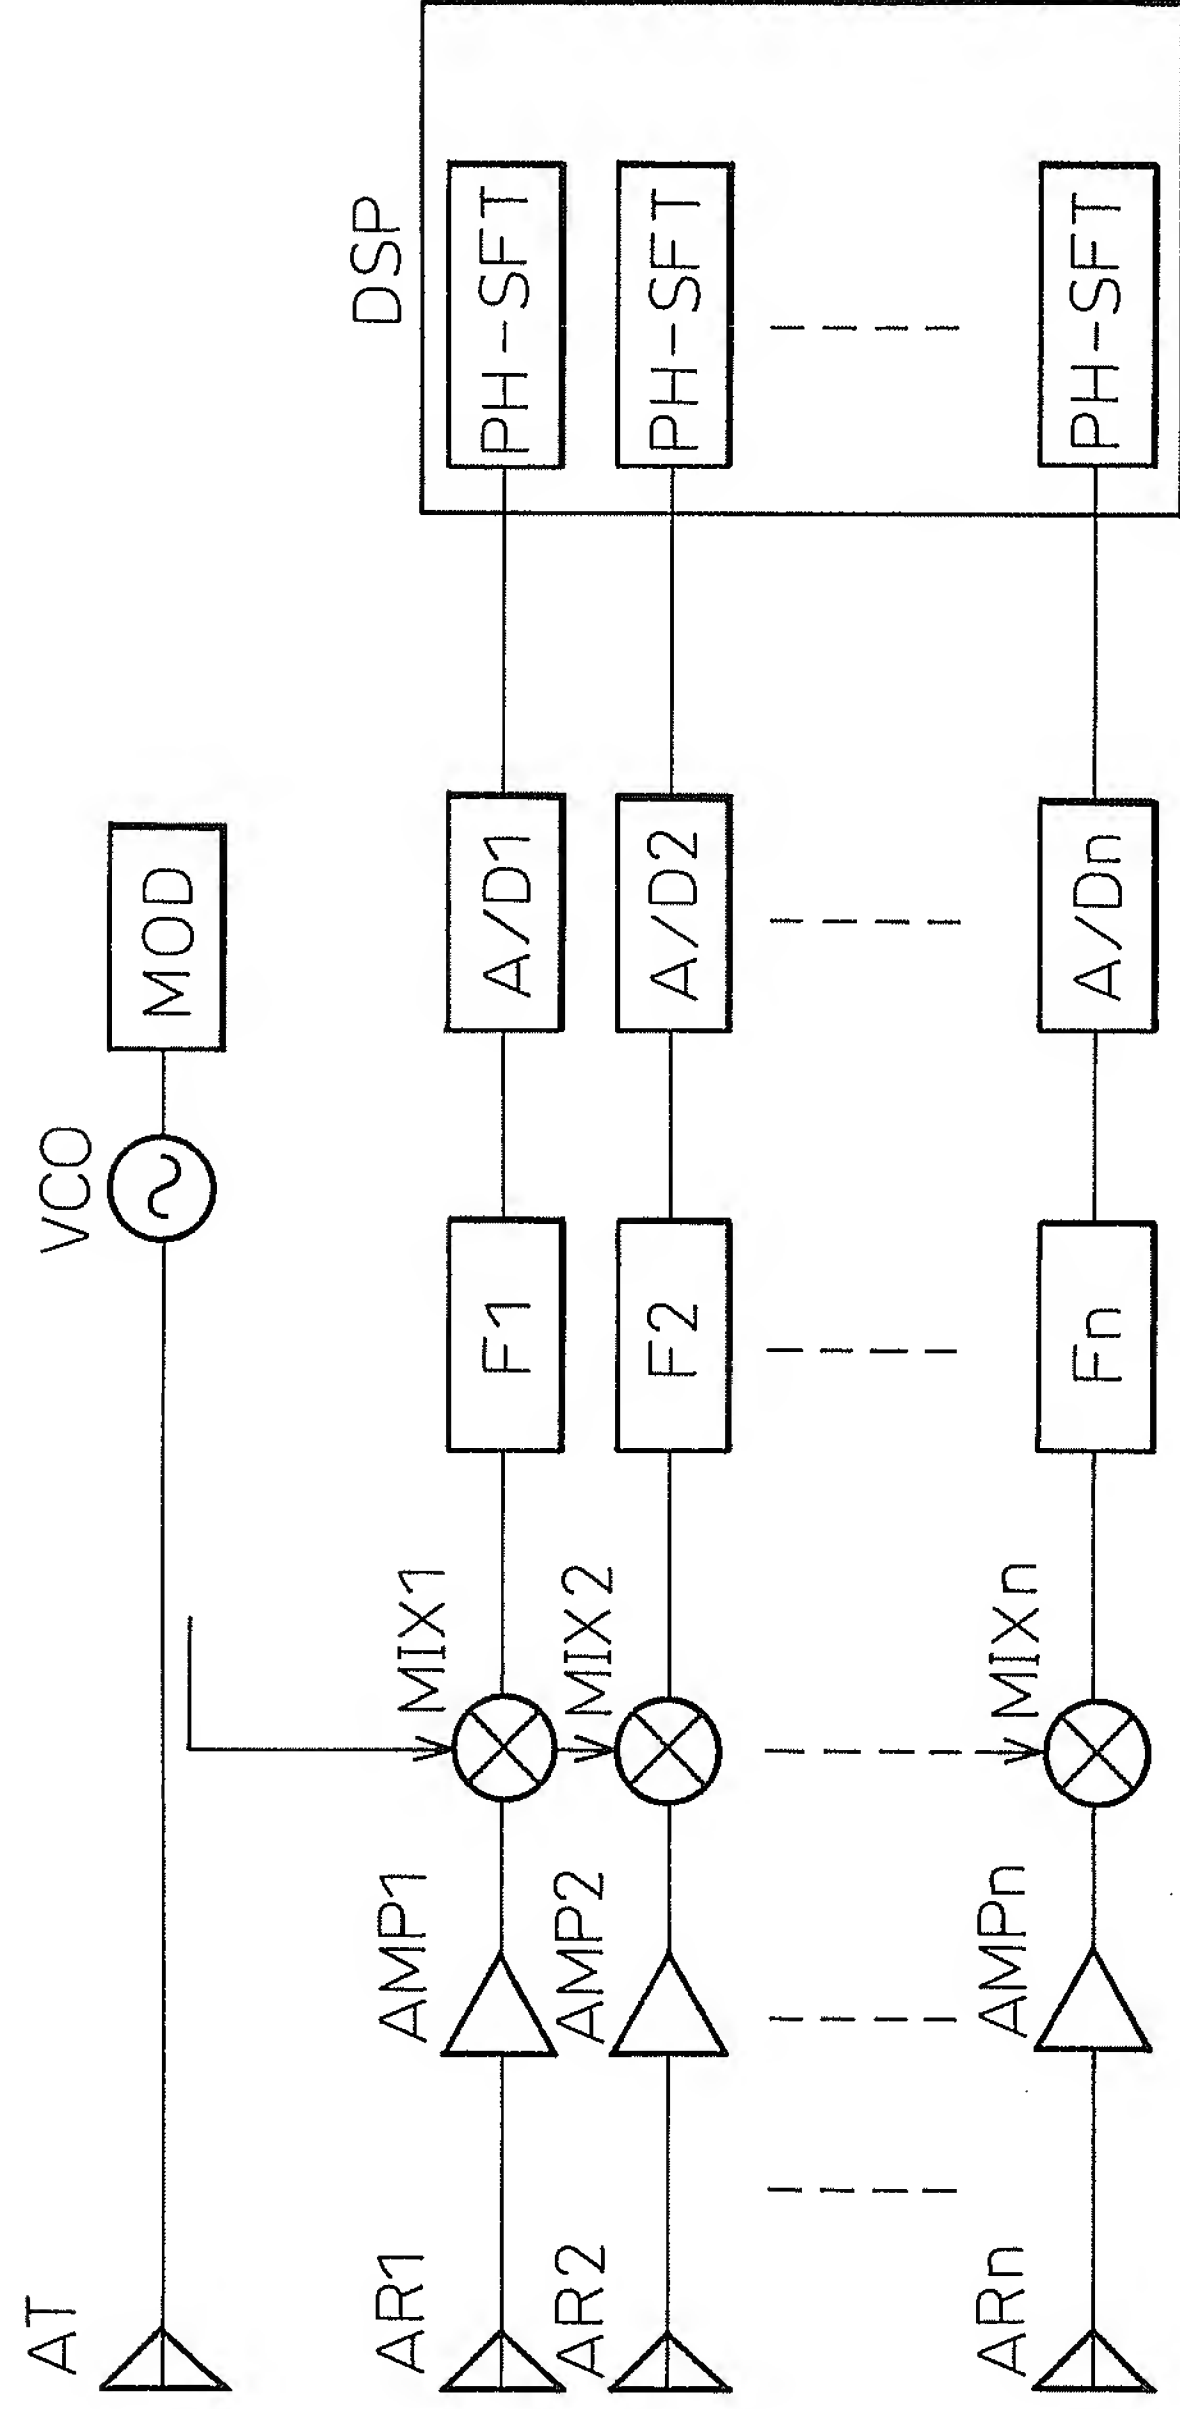 AT
VCO
MOD
AR1
AMP1
MIX1
F1
A/D1
PH-SFT
DSP
AR2
AMP2
MIX2
F2
A/D2
PH-SFT
ARn
AMPn
MIXn
Fn
A/Dn
PH-SFT